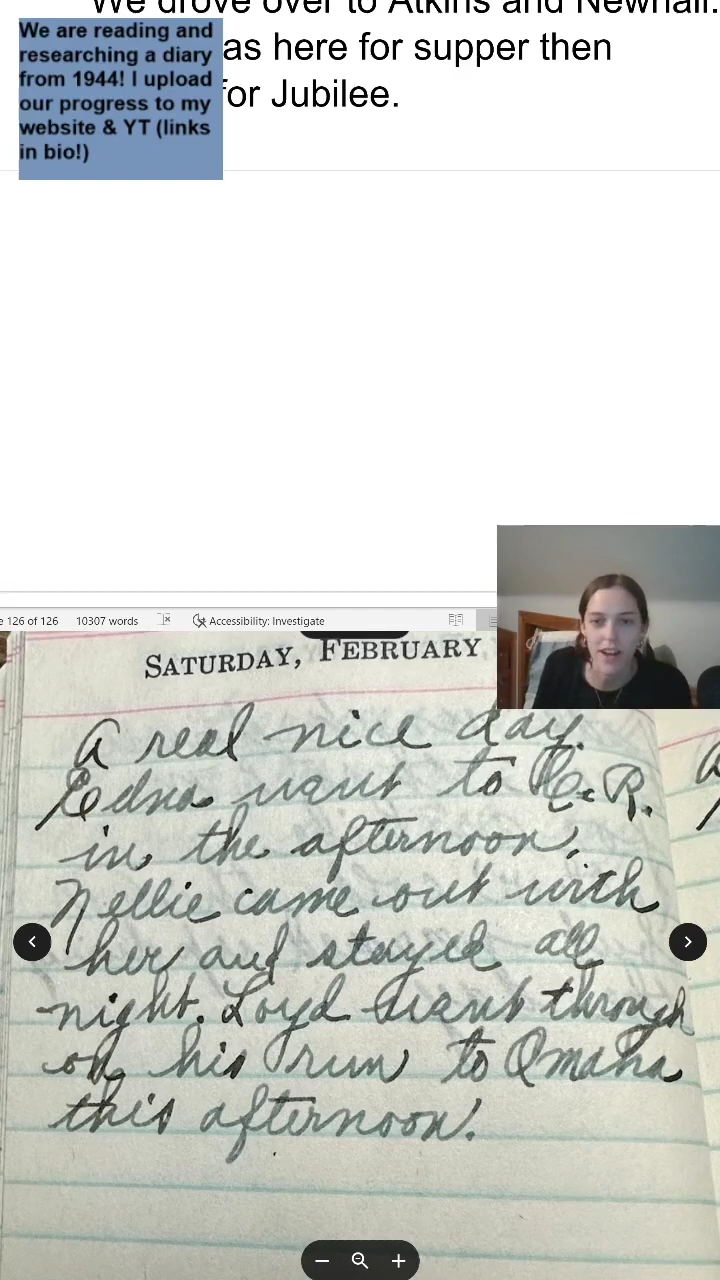 We drove over to Atkins and Newhall.
as here for supper then
for Jubilee.
We are reading and
researching a diary
from 1944! I upload
our progress to my
website & YT (links
in bio!)
126 of 126 10307 words Accessibility: Investigate
SATURDAY, FEBRUARY
A real nice day.
Edna want to C.R.
in the afternoon,
Nellie came out with
her and stayed all
night. Loyd want through
on his run to Omaha
this afternoon.